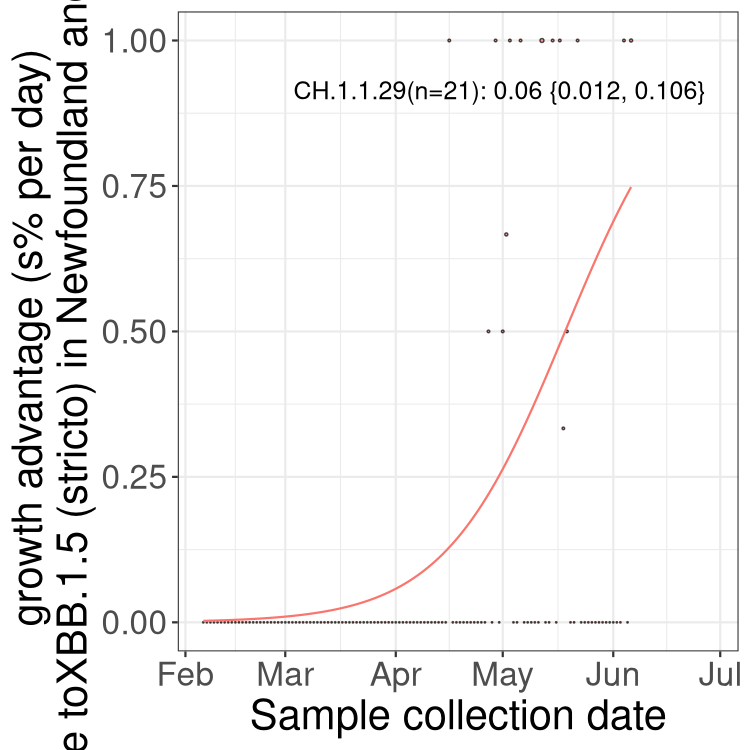 growth advantage (s% per day)
toXBB.1.5 (stricto) in Newfoundland
1.00
0.75
0.50
0.25
0.00
CH.1.1.29(n=21): 0.06 {0.012, 0.106}
Feb
Mar
Apr
May
Jun
Jul
Sample collection date